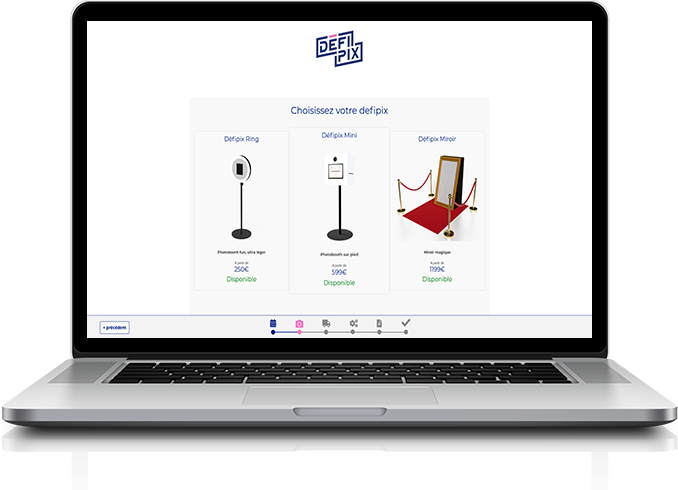 DÉFI
PIX
Choisissez votre defipix
Défipix Ring
Photobooth fun, ultra léger
A partir de
250€
Disponible
Défipix Mini
Photobooth sur pied
A partir de
599€
Disponible
Défipix Miroir
Miroir magique
A partir de
1199€
Disponible
< précédent